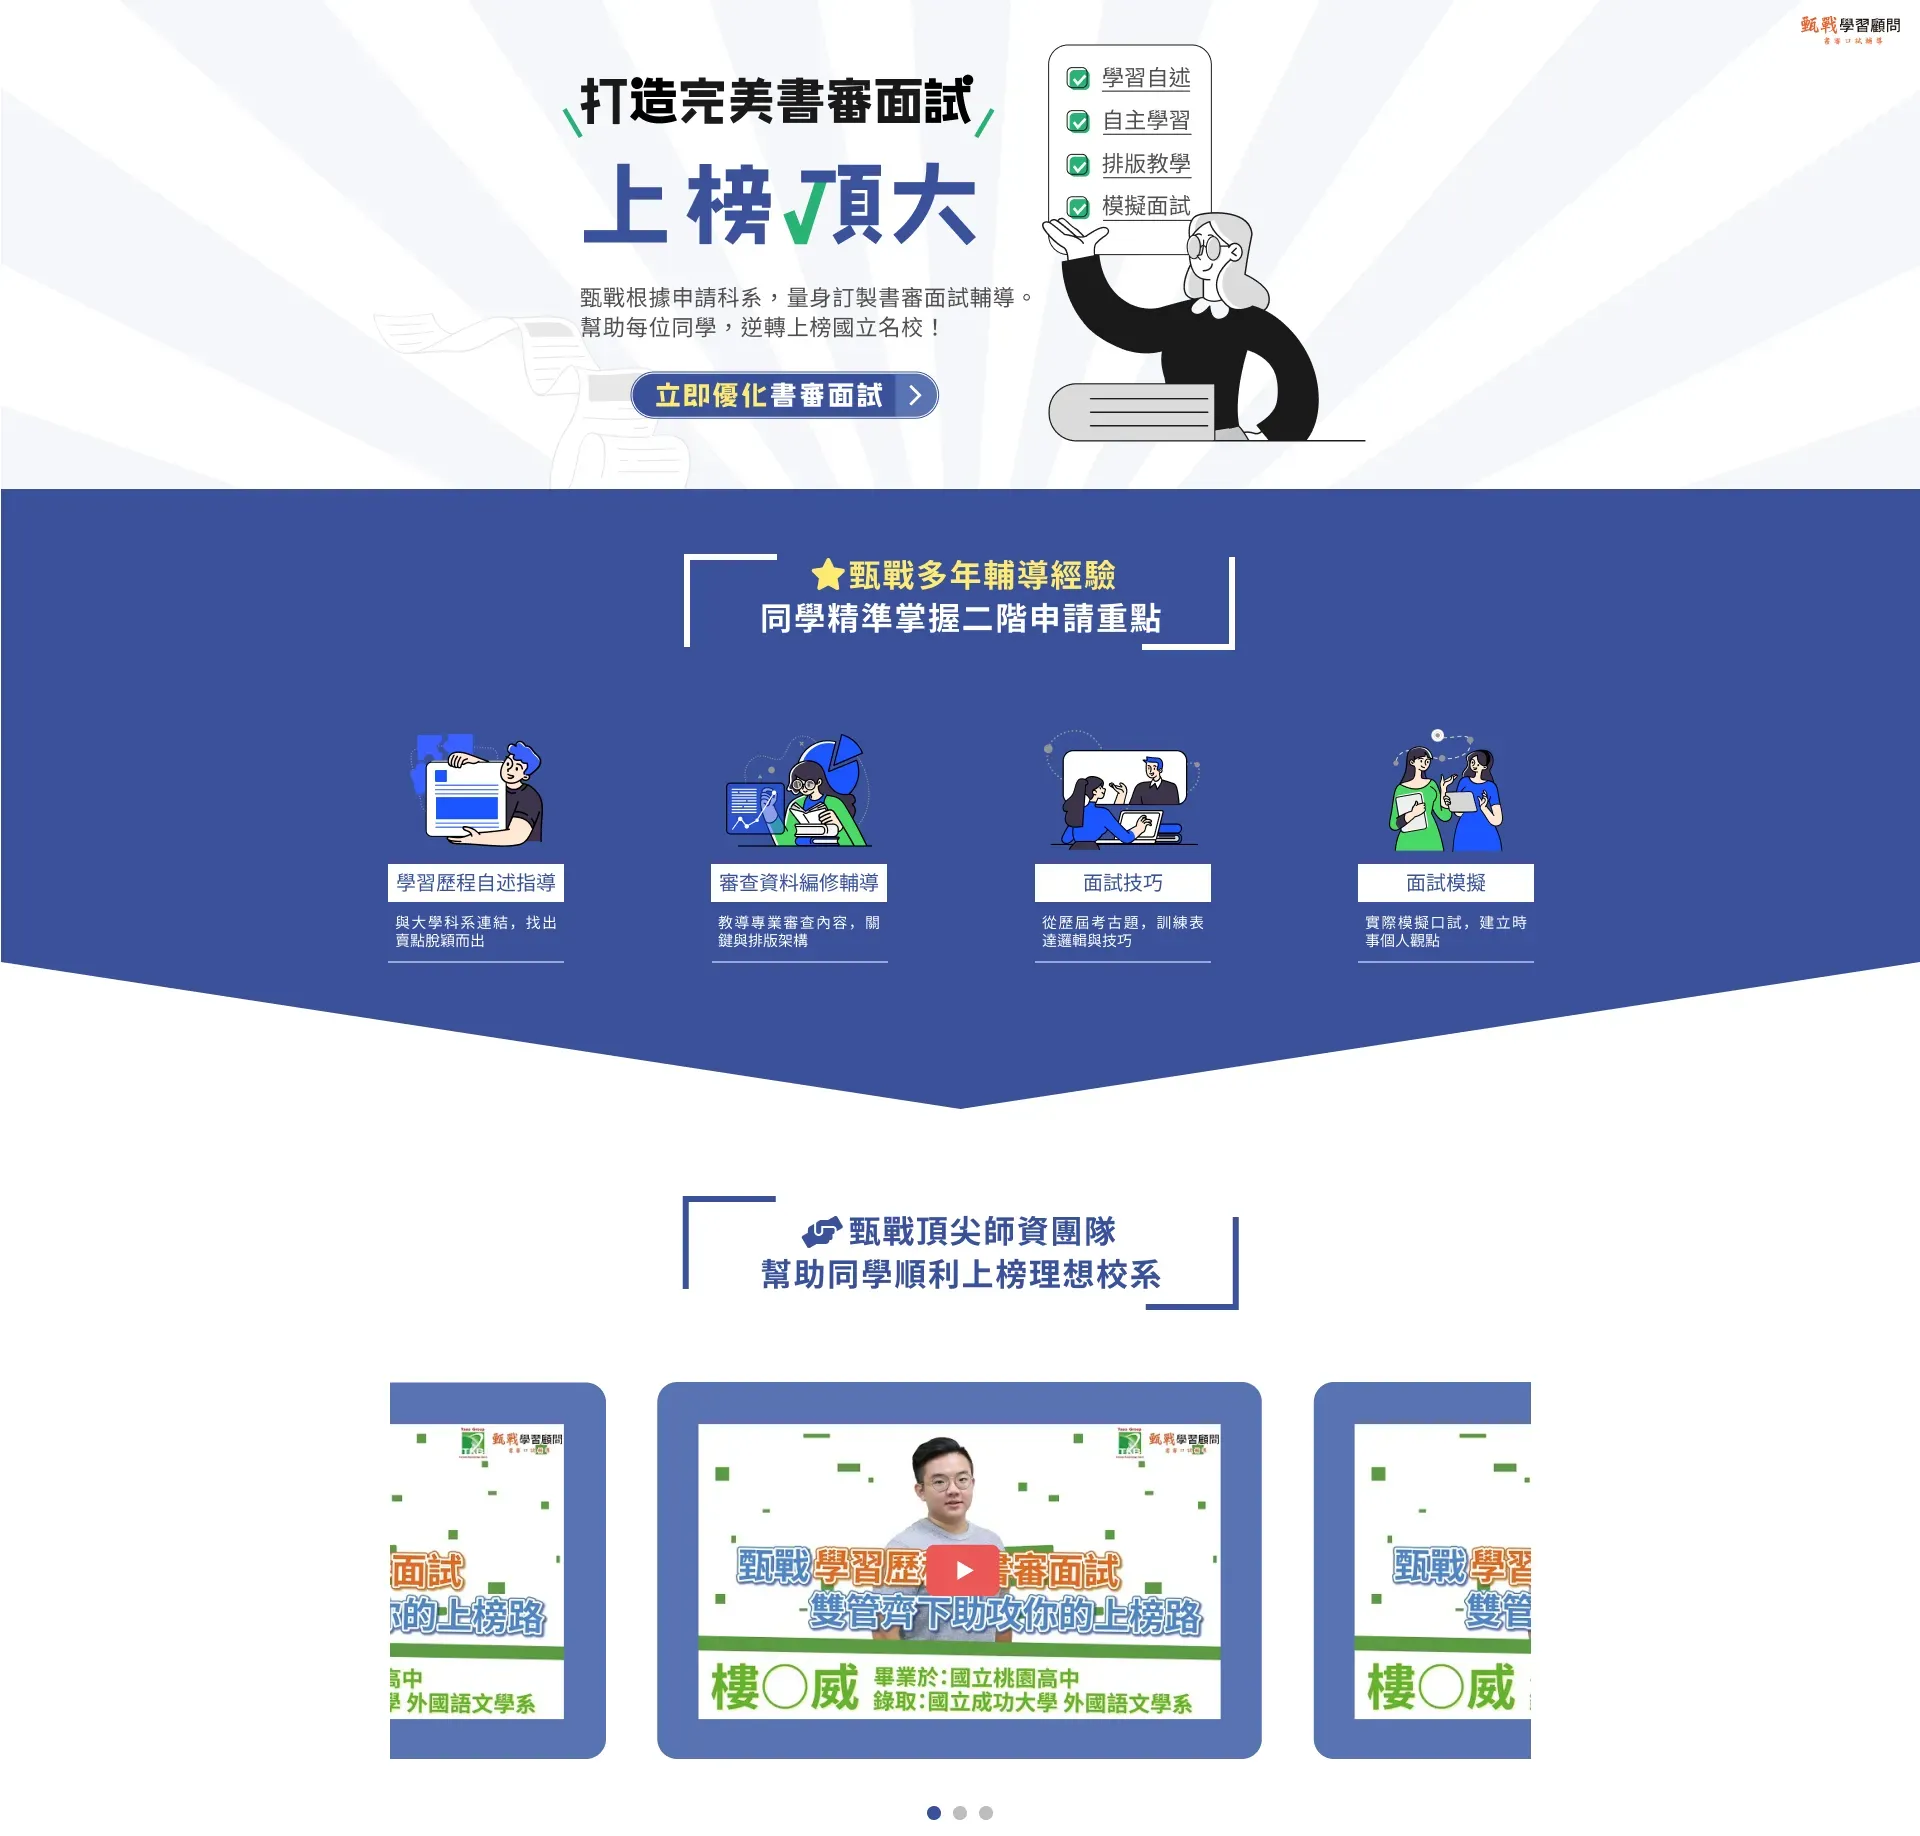 甄戰學習顧問
書審口試輔導
打造完美書審面試
上榜頂大
甄戰根據申請科系，量身訂製書審面試輔導。
幫助每位同學，逆轉上榜國立名校！
立即優化書審面試
學習自述
自主學習
排版教學
模擬面試
甄戰多年輔導經驗
同學精準掌握二階申請重點
學習歷程自述指導
與大學科系連結，找出
賣點脫穎而出
審查資料編修輔導
教導專業審查內容，關
鍵與排版架構
面試技巧
從歷屆考古題，訓練表
達邏輯與技巧
面試模擬
實際模擬口試，建立時
事個人觀點
甄戰頂尖師資團隊
幫助同學順利上榜理想校系
甄戰學習顧問
面試
你的上榜路
高中
學 外國語文學系
TKB
甄戰學習顧問
甄戰學習歷 書審面試
雙管齊下助攻你的上榜路
樓〇威
畢業於:國立桃園高中
錄取:國立成功大學 外國語文學系
甄戰學習
雙管
樓〇威